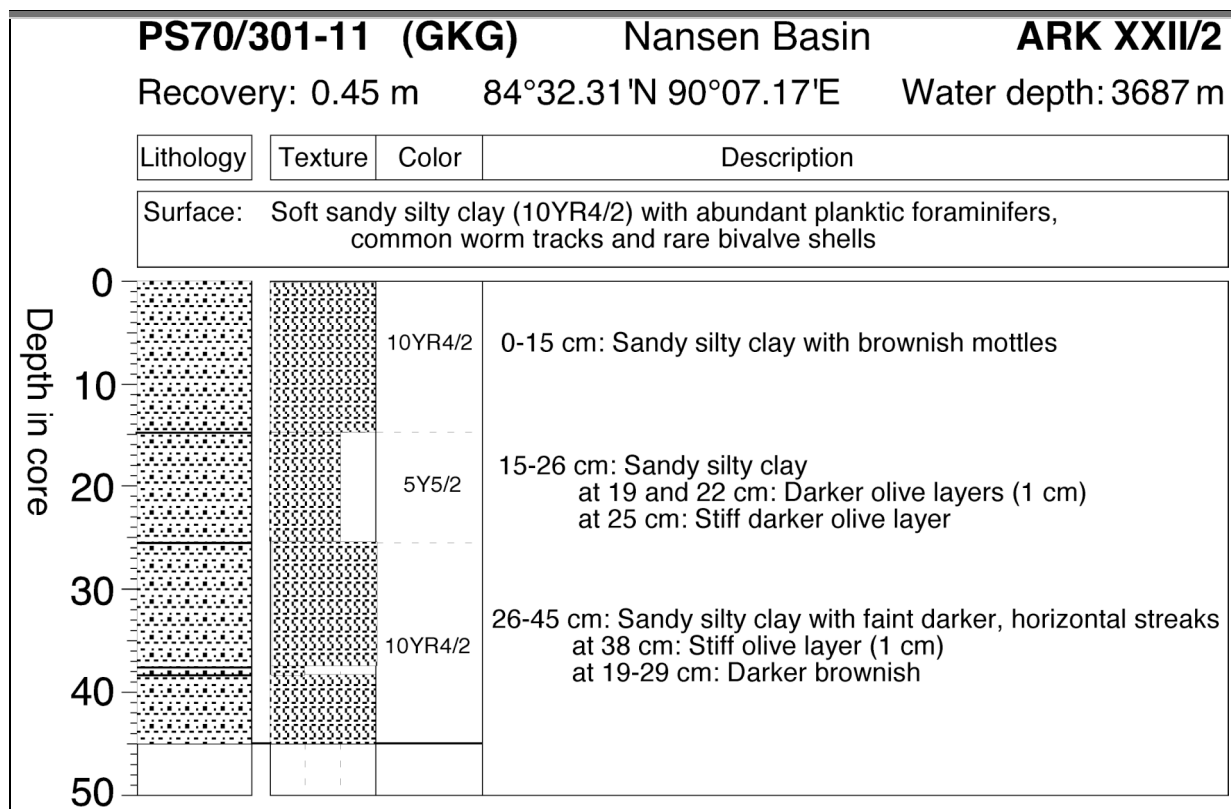 PS70/301-11 (GKG) Nansen Basin ARK XXII/2
Recovery: 0.45 m 84°32.31'N 90°07.17'E Water depth: 3687 m
Lithology Texture Color Description
Surface: Soft sandy silty clay (10YR4/2) with abundant planktic foraminifers,
common worm tracks and rare bivalve shells
Depth in core
0
10YR4/2 0-15 cm: Sandy silty clay with brownish mottles
10
15-26 cm: Sandy silty clay
20 5Y5/2 at 19 and 22 cm: Darker olive layers (1 cm)
at 25 cm: Stiff darker olive layer
30
26-45 cm: Sandy silty clay with faint darker, horizontal streaks
10YR4/2 at 38 cm: Stiff olive layer (1 cm)
at 19-29 cm: Darker brownish
40
50